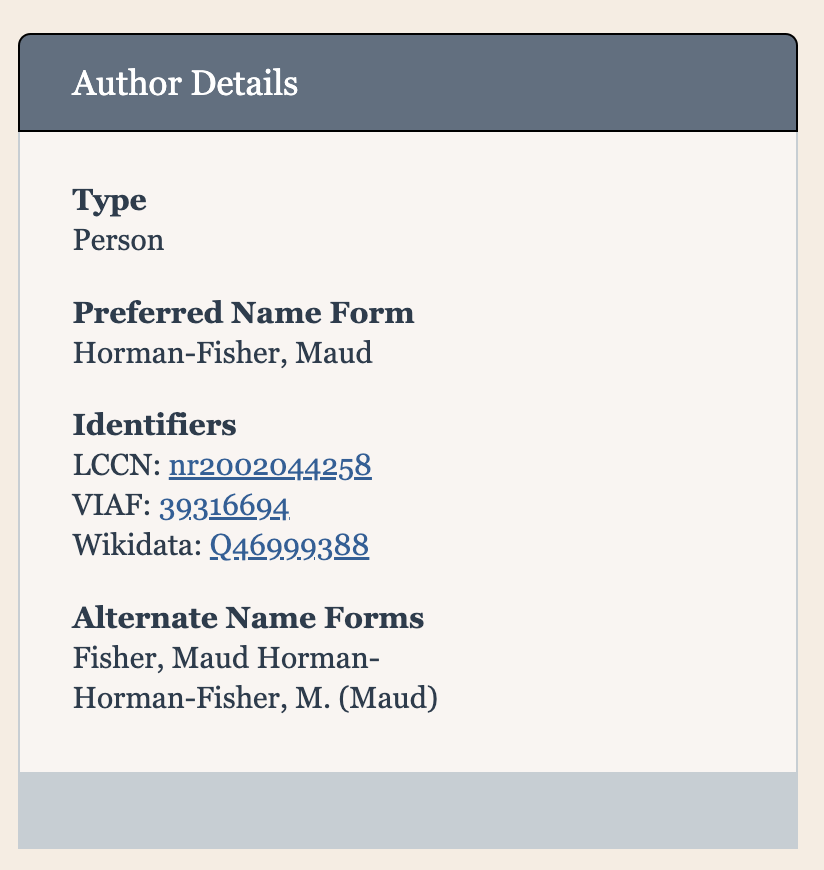 Author Details
Type
Person
Preferred Name Form
Horman-Fisher, Maud
Identifiers
LCCN: nr2002044258
VIAF: 39316694
Wikidata: Q46999388
Alternate Name Forms
Fisher, Maud Horman-
Horman-Fisher, M. (Maud)